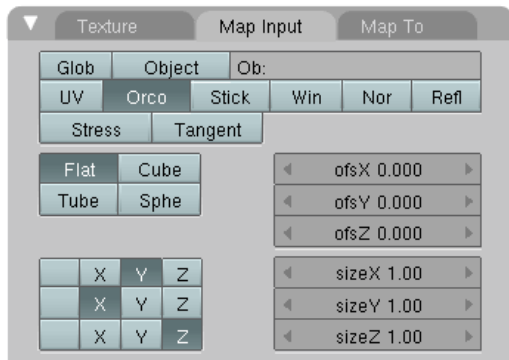 Texture Map Input Map To
Glob Object Ob:
UV Orco Stick Win Nor Refl
Stress Tangent
Flat Cube
Tube Sphe
ofsX 0.000
ofsY 0.000
ofsZ 0.000
X Y Z
X Y Z
X Y Z
sizeX 1.00
sizeY 1.00
sizeZ 1.00